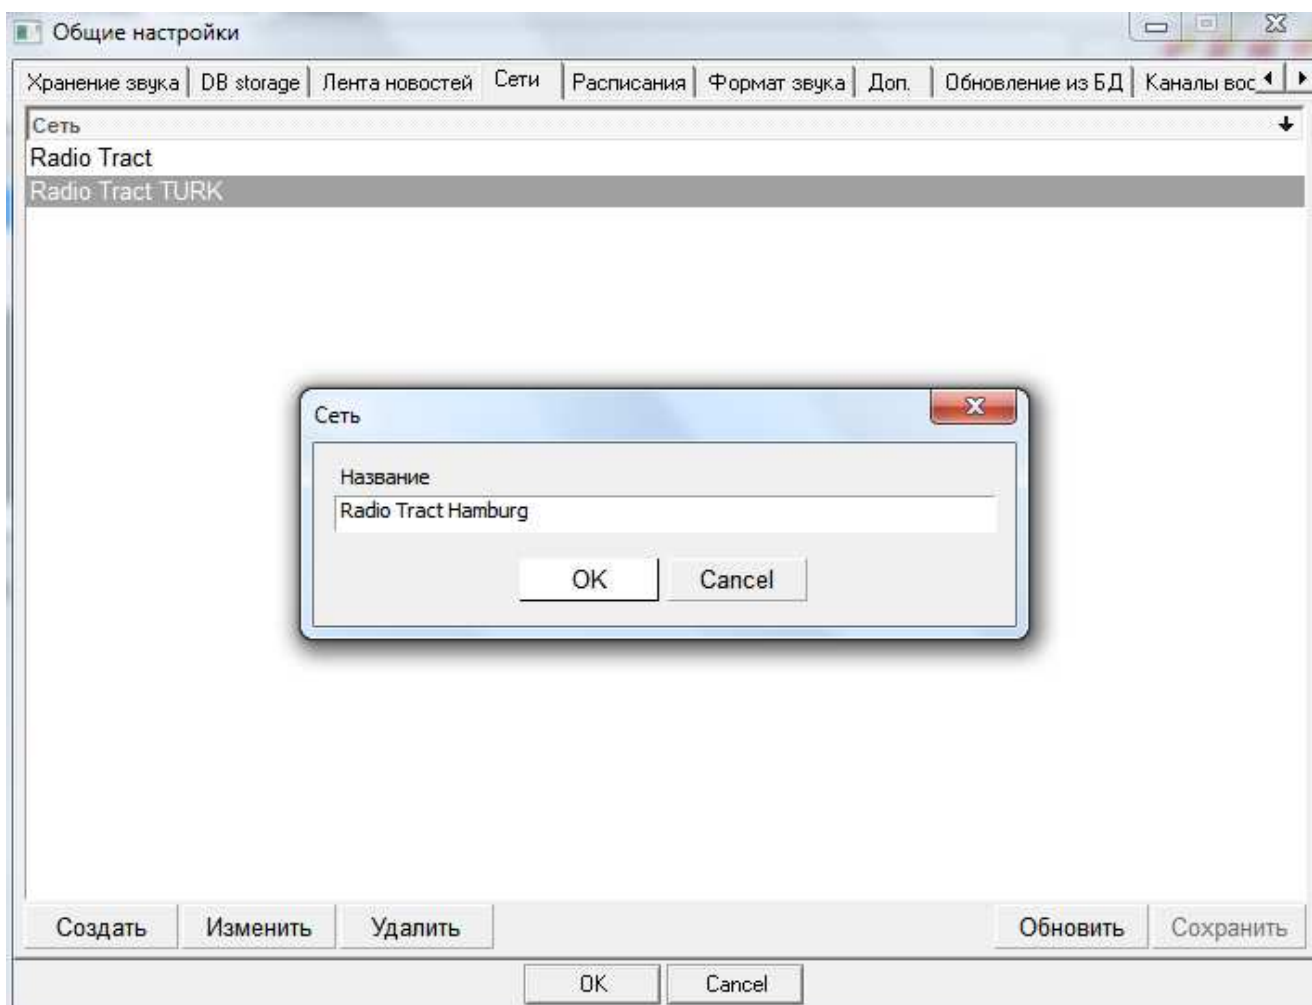 Общие настройки
Хранение звука DB storage Лента новостей Сети Расписания Формат звука Доп. Обновление из БД Каналы вос
Сеть
Radio Tract
Radio Tract TURK
Сеть
Название
Radio Tract Hamburg
OK Cancel
Создать Изменить Удалить Обновить Сохранить
OK Cancel